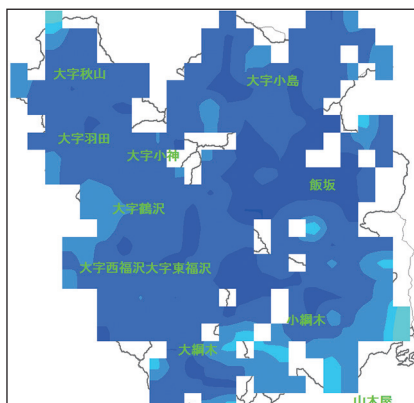 大字秋山
大字小島
大字羽田
大字小神
飯坂
大字鶴沢
大字西福沢
大字東福沢
小綱木
大綱木
山木屋